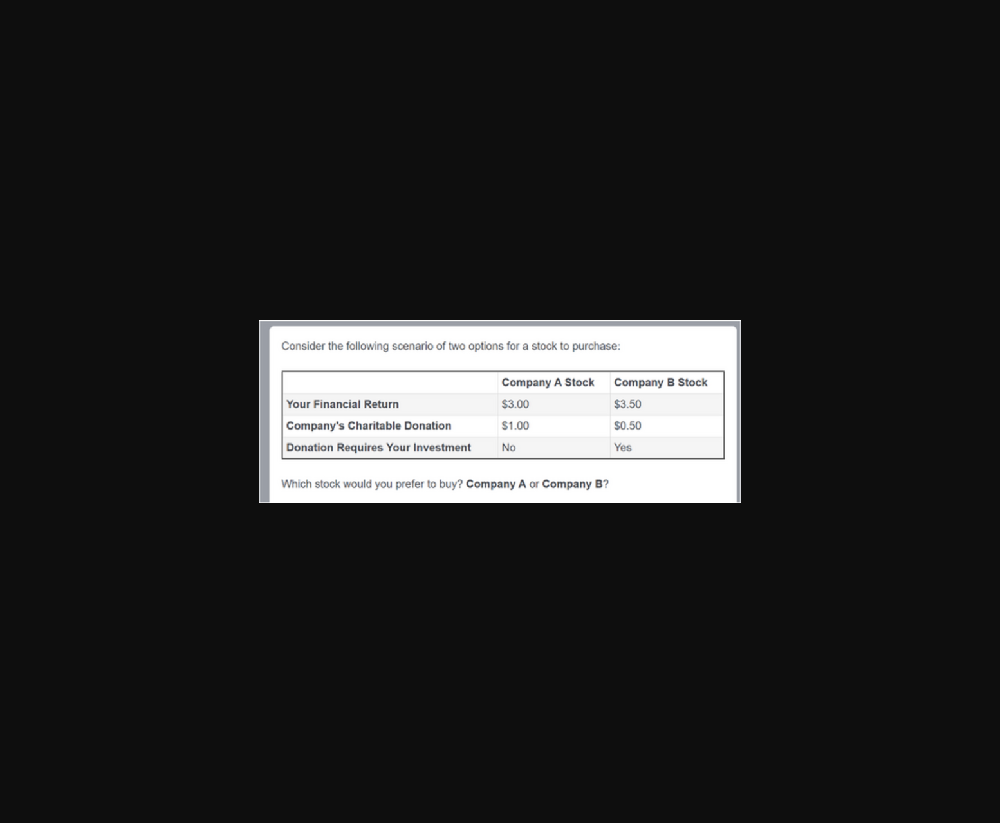 Consider the following scenario of two options for a stock to purchase:
Company A Stock Company B Stock
Your Financial Return $3.00 $3.50
Company's Charitable Donation $1.00 $0.50
Donation Requires Your Investment No Yes
Which stock would you prefer to buy? Company A or Company B?